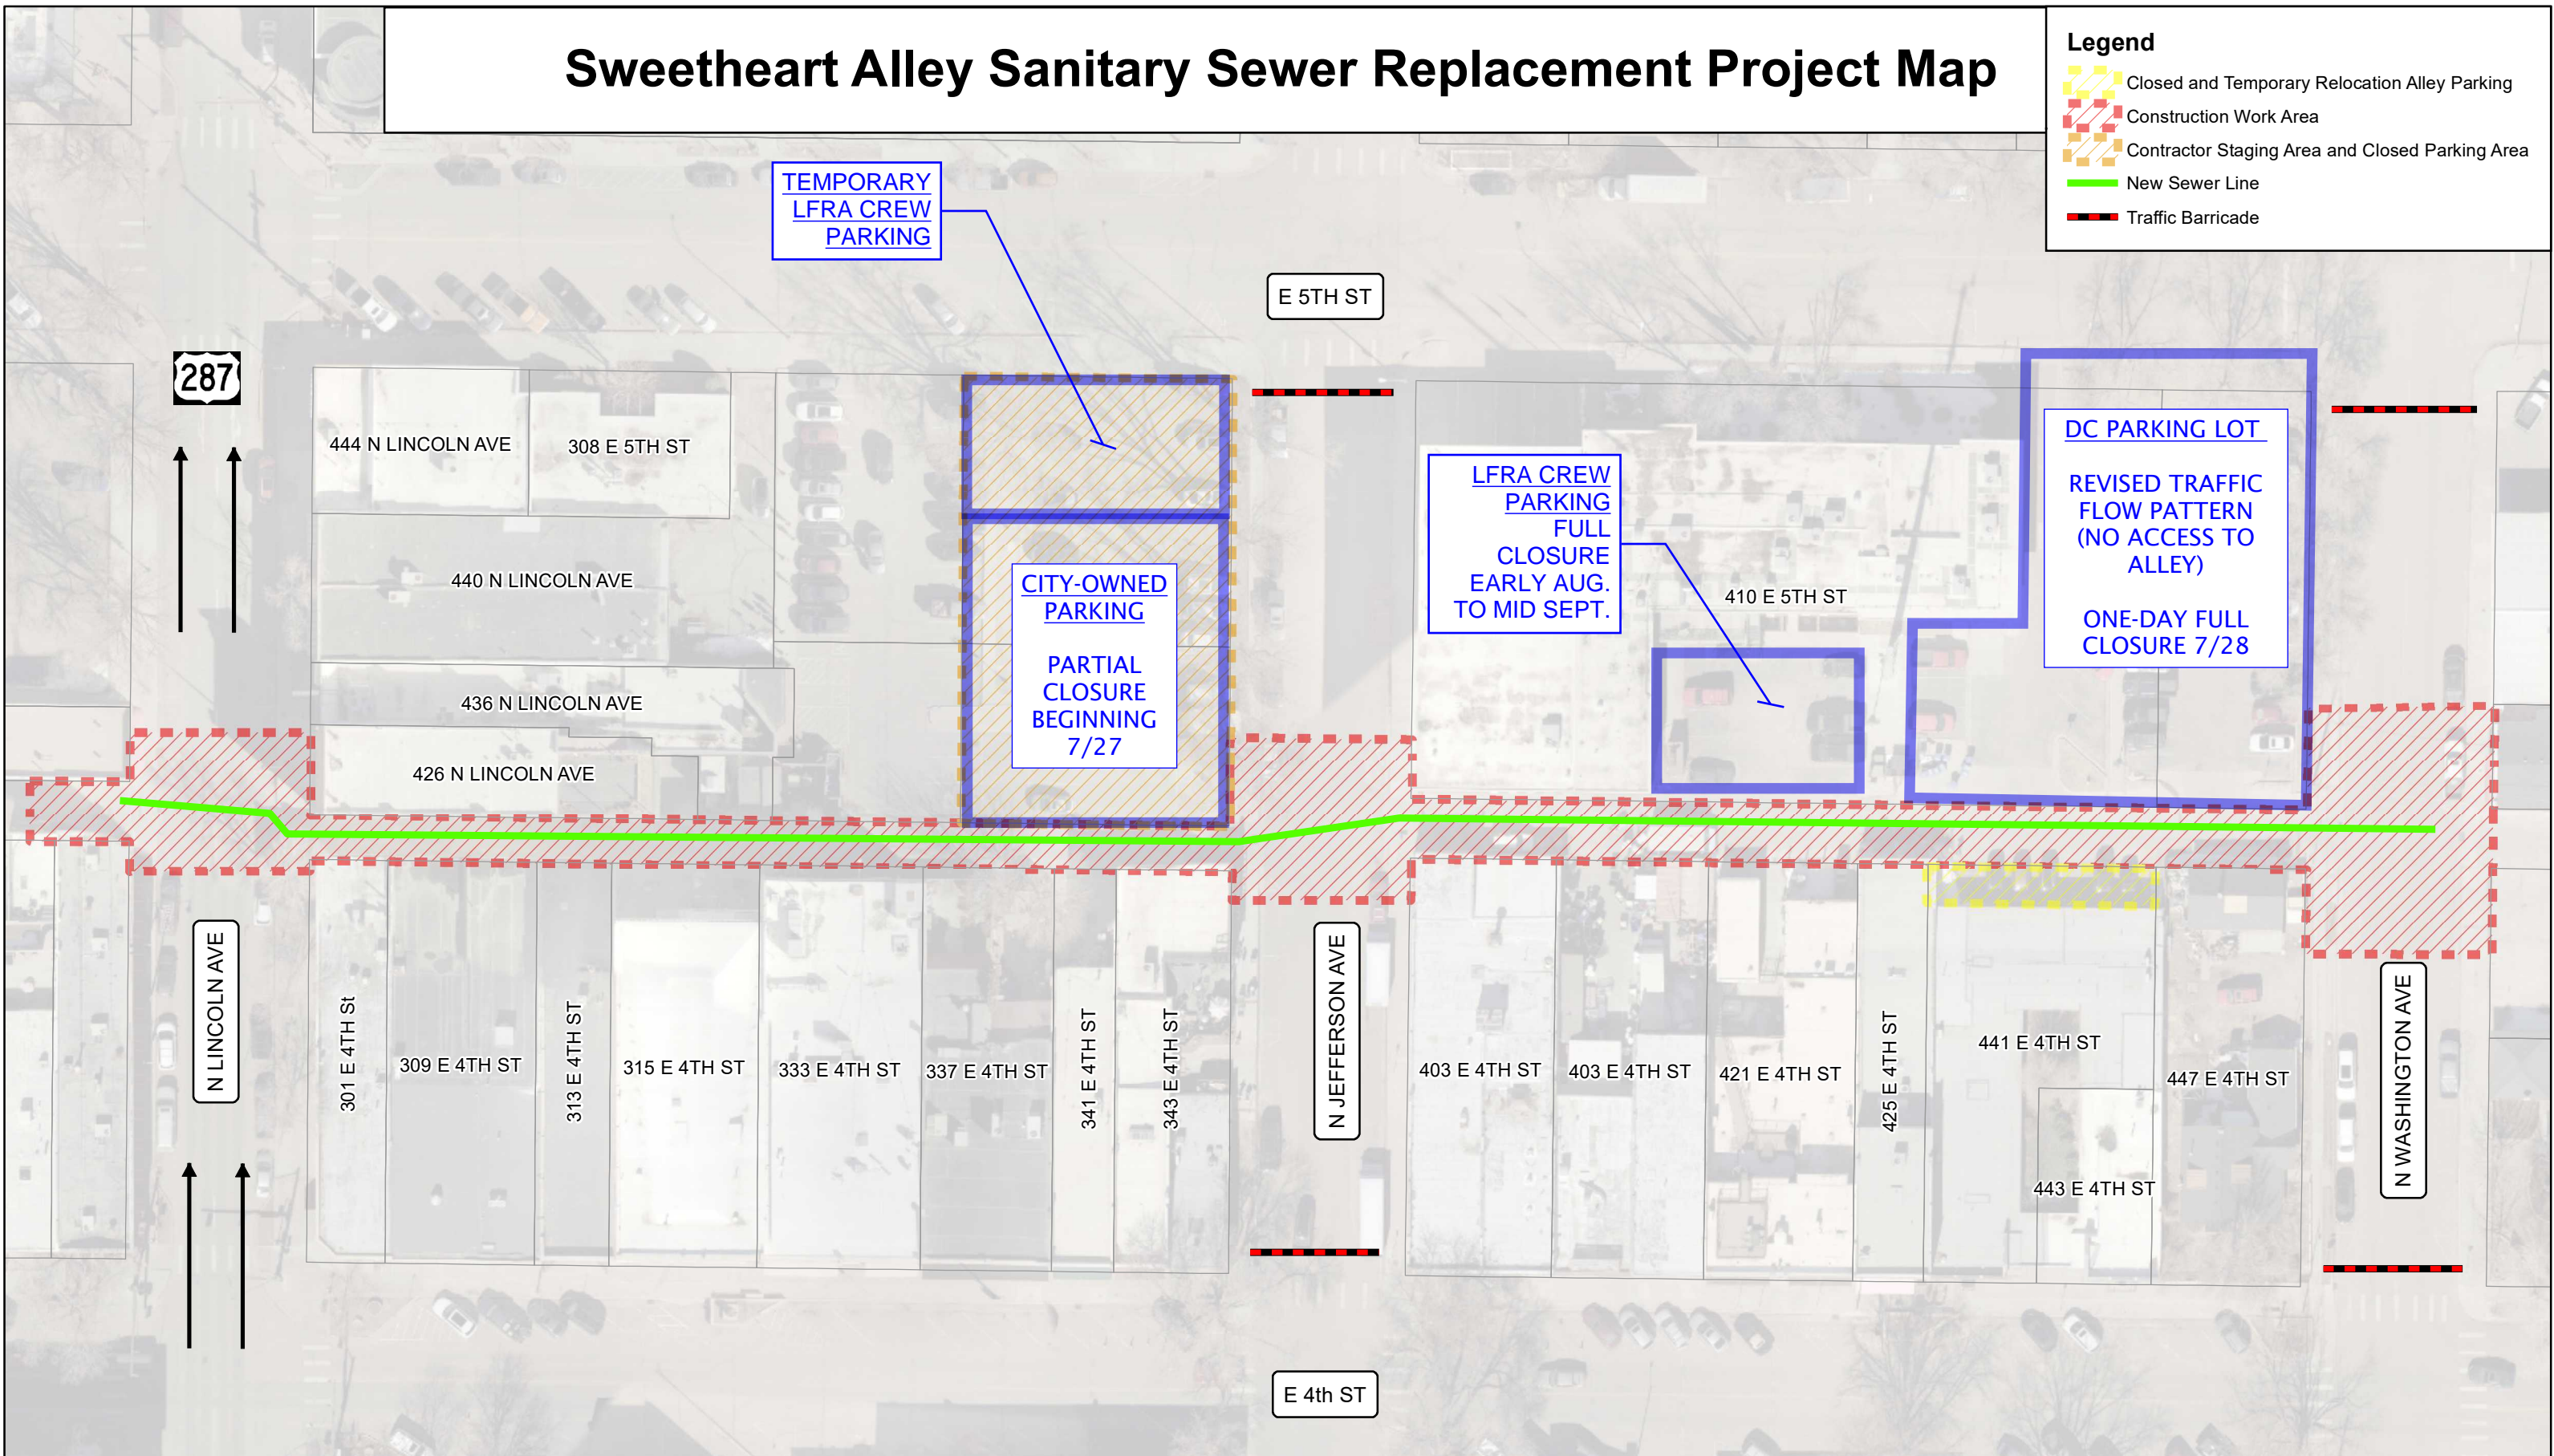 Sweetheart Alley Sanitary Sewer Replacement Project Map
Legend
Closed and Temporary Relocation Alley Parking
Construction Work Area
Contractor Staging Area and Closed Parking Area
New Sewer Line
Traffic Barricade
TEMPORARY
LFRA CREW
PARKING
E 5TH ST
287
444 N LINCOLN AVE
308 E 5TH ST
440 N LINCOLN AVE
436 N LINCOLN AVE
426 N LINCOLN AVE
CITY-OWNED
PARKING
PARTIAL
CLOSURE
BEGINNING
7/27
LFRA CREW
PARKING
FULL
CLOSURE
EARLY AUG.
TO MID SEPT.
410 E 5TH ST
DC PARKING LOT
REVISED TRAFFIC
FLOW PATTERN
(NO ACCESS TO
ALLEY)
ONE-DAY FULL
CLOSURE 7/28
N LINCOLN AVE
301 E 4TH St
309 E 4TH ST
313 E 4TH ST
315 E 4TH ST
333 E 4TH ST
337 E 4TH ST
341 E 4TH ST
343 E 4TH ST
N JEFFERSON AVE
403 E 4TH ST
403 E 4TH ST
421 E 4TH ST
425 E 4TH ST
441 E 4TH ST
443 E 4TH ST
447 E 4TH ST
N WASHINGTON AVE
E 4th ST